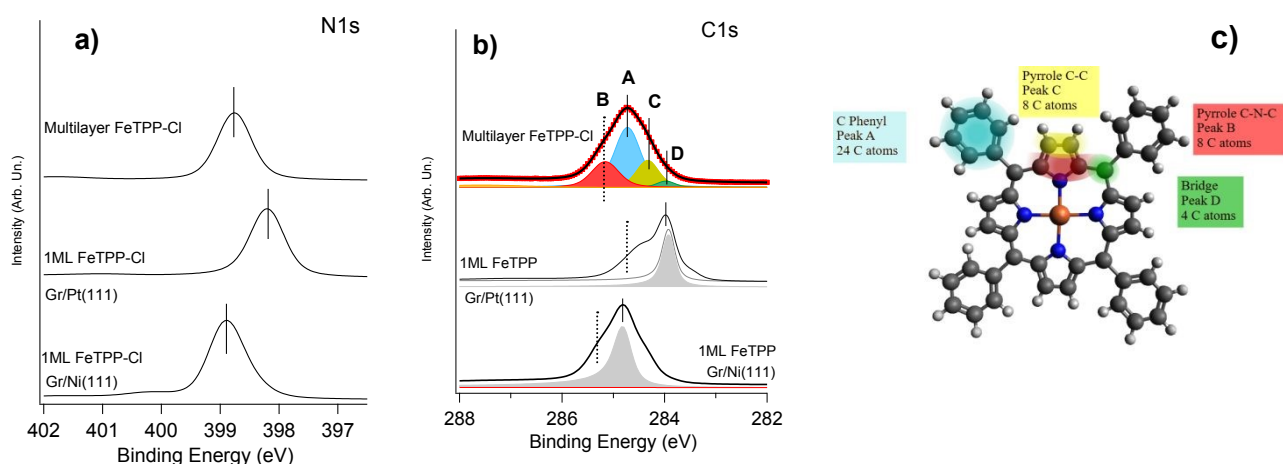 a)
N1s
Intensity (Arb. Un.)
Multilayer FeTPP-Cl
1ML FeTPP-Cl
Gr/Pt(111)
1ML FeTPP-Cl
Gr/Ni(111)
402 401 400 399 398 397
Binding Energy (eV)
b)
C1s
Intensity (Arb. Un.)
A
B
C
D
Multilayer FeTPP-Cl
1ML FeTPP
Gr/Pt(111)
1ML FeTPP
Gr/Ni(111)
288 286 284 282
Binding Energy (eV)
c)
C Phenyl
Peak A
24 C atoms
Pyrrole C-C
Peak C
8 C atoms
Pyrrole C-N-C
Peak B
8 C atoms
Bridge
Peak D
4 C atoms